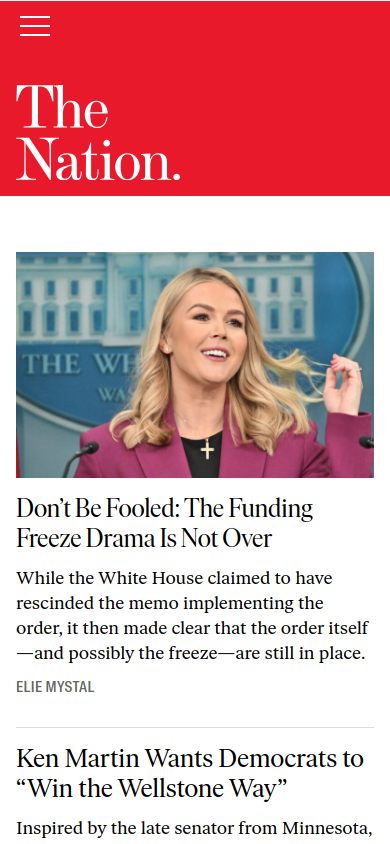 The
Nation.
THE WH
WA
Don’t Be Fooled: The Funding
Freeze Drama Is Not Over
While the White House claimed to have
rescinded the memo implementing the
order, it then made clear that the order itself
—and possibly the freeze—are still in place.
ELIE MYSTAL
Ken Martin Wants Democrats to
“Win the Wellstone Way”
Inspired by the late senator from Minnesota,